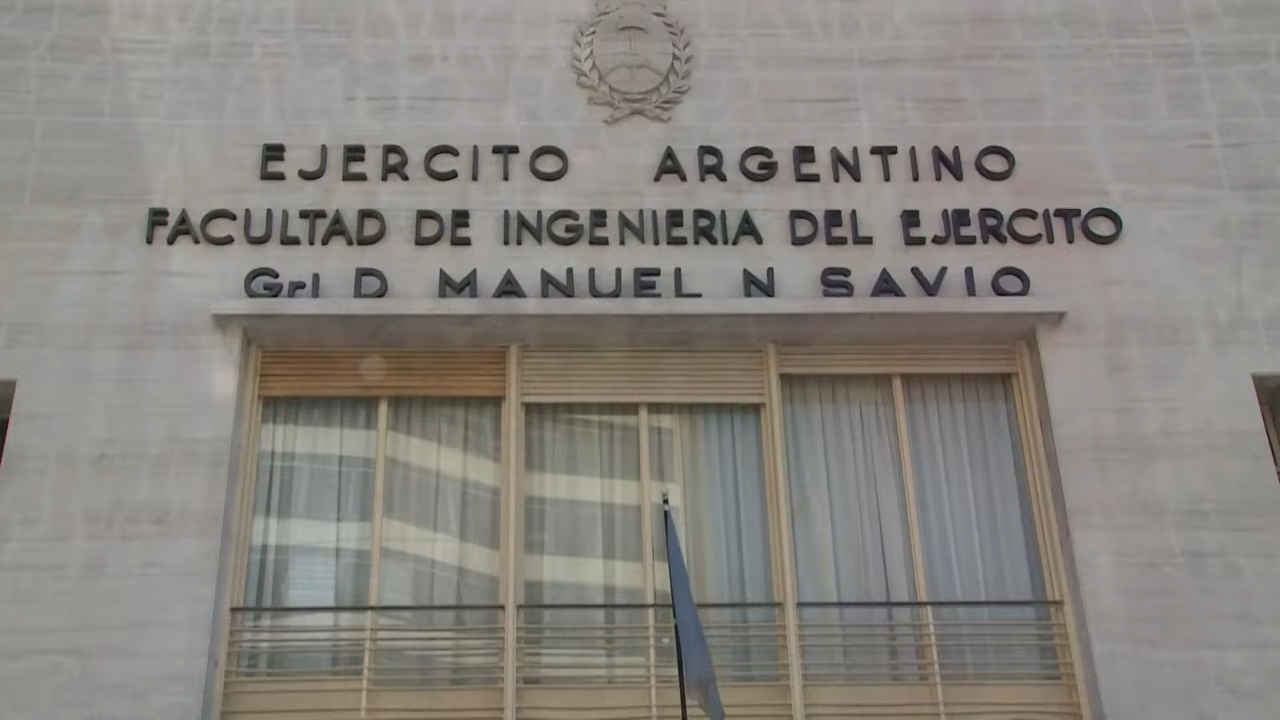 EJERCITO ARGENTINO
FACULTAD DE INGENIERIA DEL EJERCITO
Grl D MANUEL N SAVIO